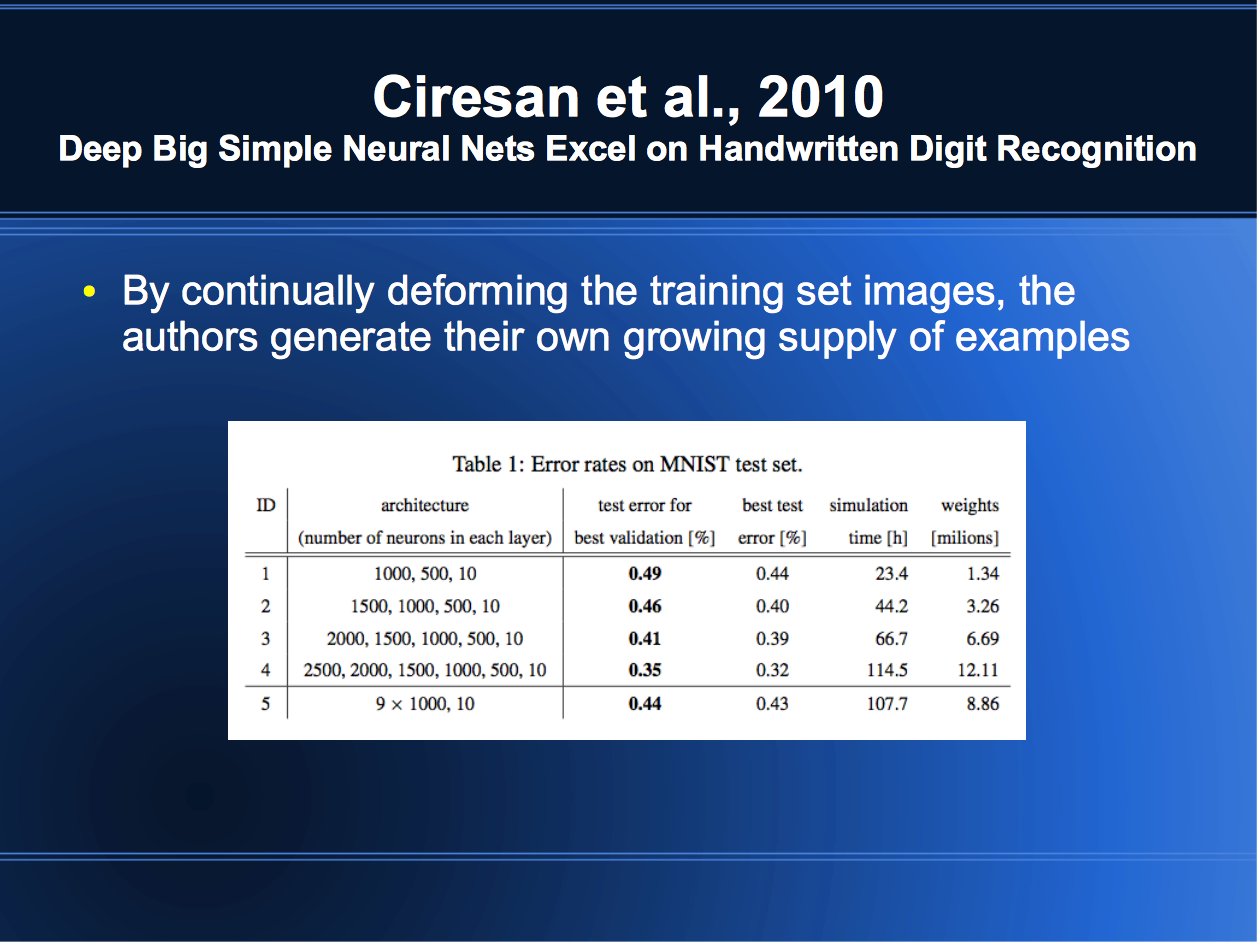 Ciresan et al., 2010
Deep Big Simple Neural Nets Excel on Handwritten Digit Recognition
• By continually deforming the training set images, the
authors generate their own growing supply of examples
Table 1: Error rates on MNIST test set.
ID architecture test error for best test simulation weights
(number of neurons in each layer) best validation [%] error [%] time [h] [milions]
1 1000, 500, 10 0.49 0.44 23.4 1.34
2 1500, 1000, 500, 10 0.46 0.40 44.2 3.26
3 2000, 1500, 1000, 500, 10 0.41 0.39 66.7 6.69
4 2500, 2000, 1500, 1000, 500, 10 0.35 0.32 114.5 12.11
5 9 × 1000, 10 0.44 0.43 107.7 8.86